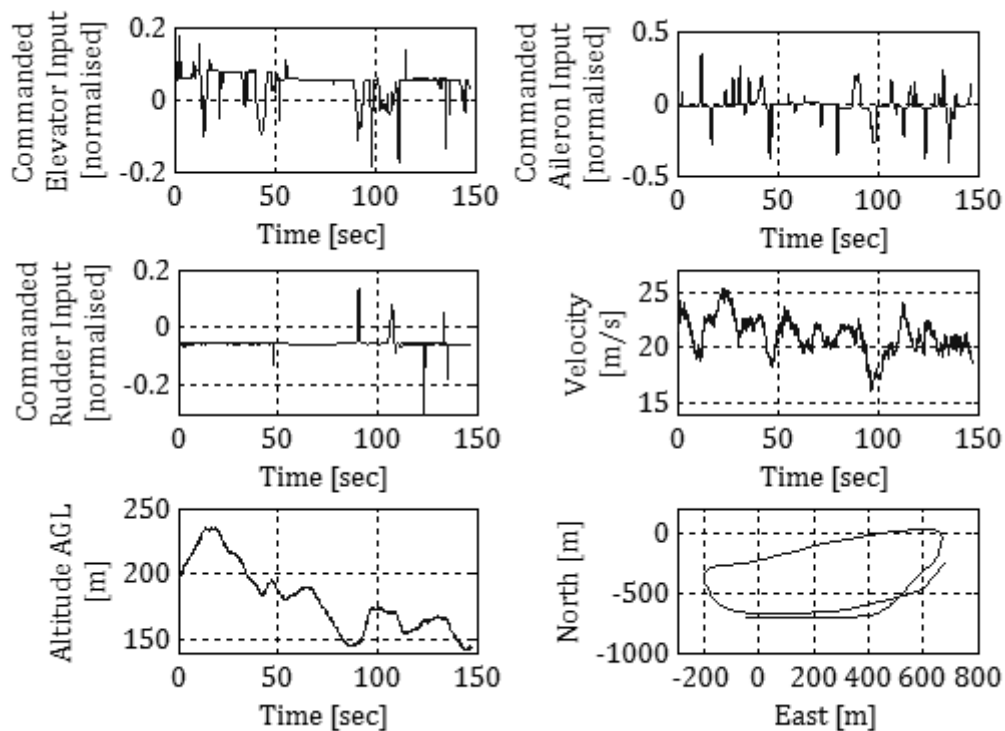 Commanded
Elevator Input
[normalised]
0.2
0
-0.2
0 50 100 150
Time [sec]
Commanded
Aileron Input
[normalised]
0.5
0
-0.5
0 50 100 150
Time [sec]
Commanded
Rudder Input
[normalised]
0.2
0
-0.2
0 50 100 150
Time [sec]
Velocity
[m/s]
25
20
15
0 50 100 150
Time [sec]
Altitude AGL
[m]
250
200
150
0 50 100 150
Time [sec]
North [m]
0
-500
-1000
-200 0 200 400 600 800
East [m]